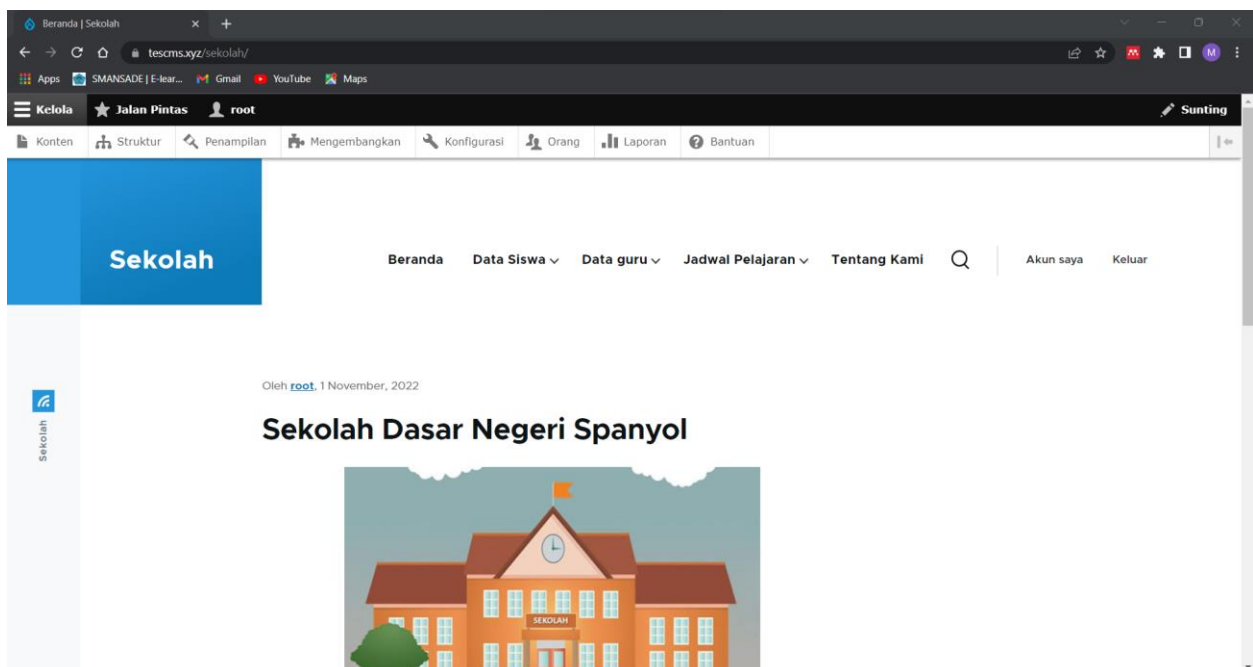 Beranda | Sekolah
tescms.xyz/sekolah/
M
Apps SMANSADE | E-lear... Gmail YouTube Maps
Kelola Jalan Pintas root Sunting
Konten Struktur Penampilan Mengembangkan Konfigurasi Orang Laporan Bantuan
Sekolah
Beranda Data Siswa Data guru Jadwal Pelajaran Tentang Kami Akun saya Keluar
Oleh root, 1 November, 2022
Sekolah
Sekolah Dasar Negeri Spanyol
SEKOLAH